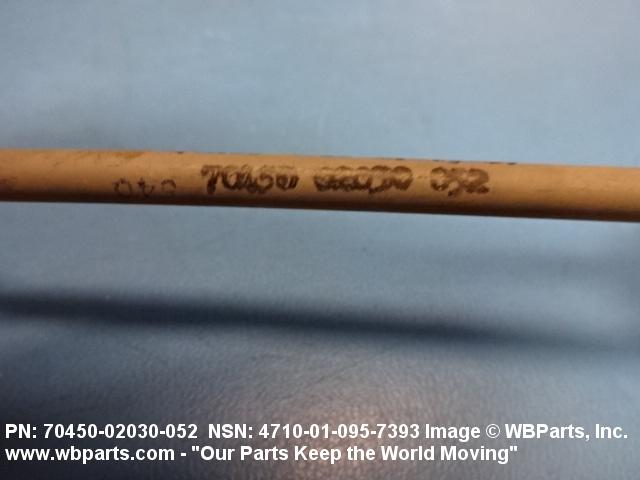 70450 02030 052
040
PN: 70450-02030-052 NSN: 4710-01-095-7393 Image © WBParts, Inc.
www.wbparts.com - "Our Parts Keep the World Moving"